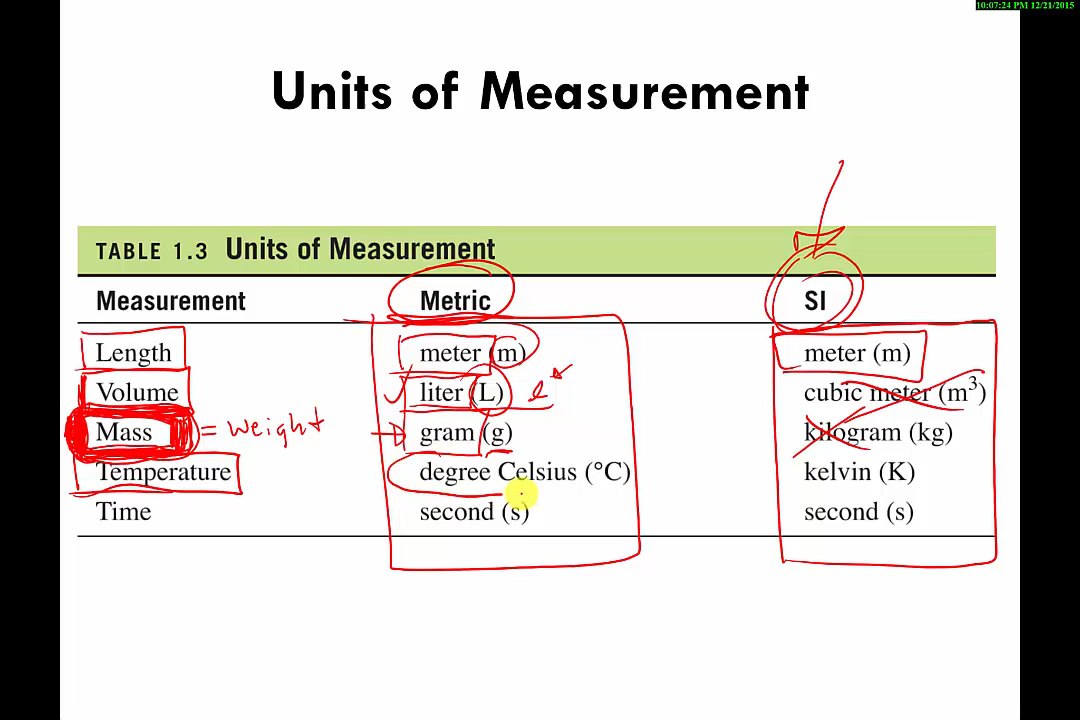 10:07:24 PM 12/21/2015
Units of Measurement
TABLE 1.3 Units of Measurement
Measurement Metric SI
Length meter (m) meter (m)
Volume liter (L) l cubic meter (m³)
Mass = Weight gram (g) kilogram (kg)
Temperature degree Celsius (°C) kelvin (K)
Time second (s) second (s)